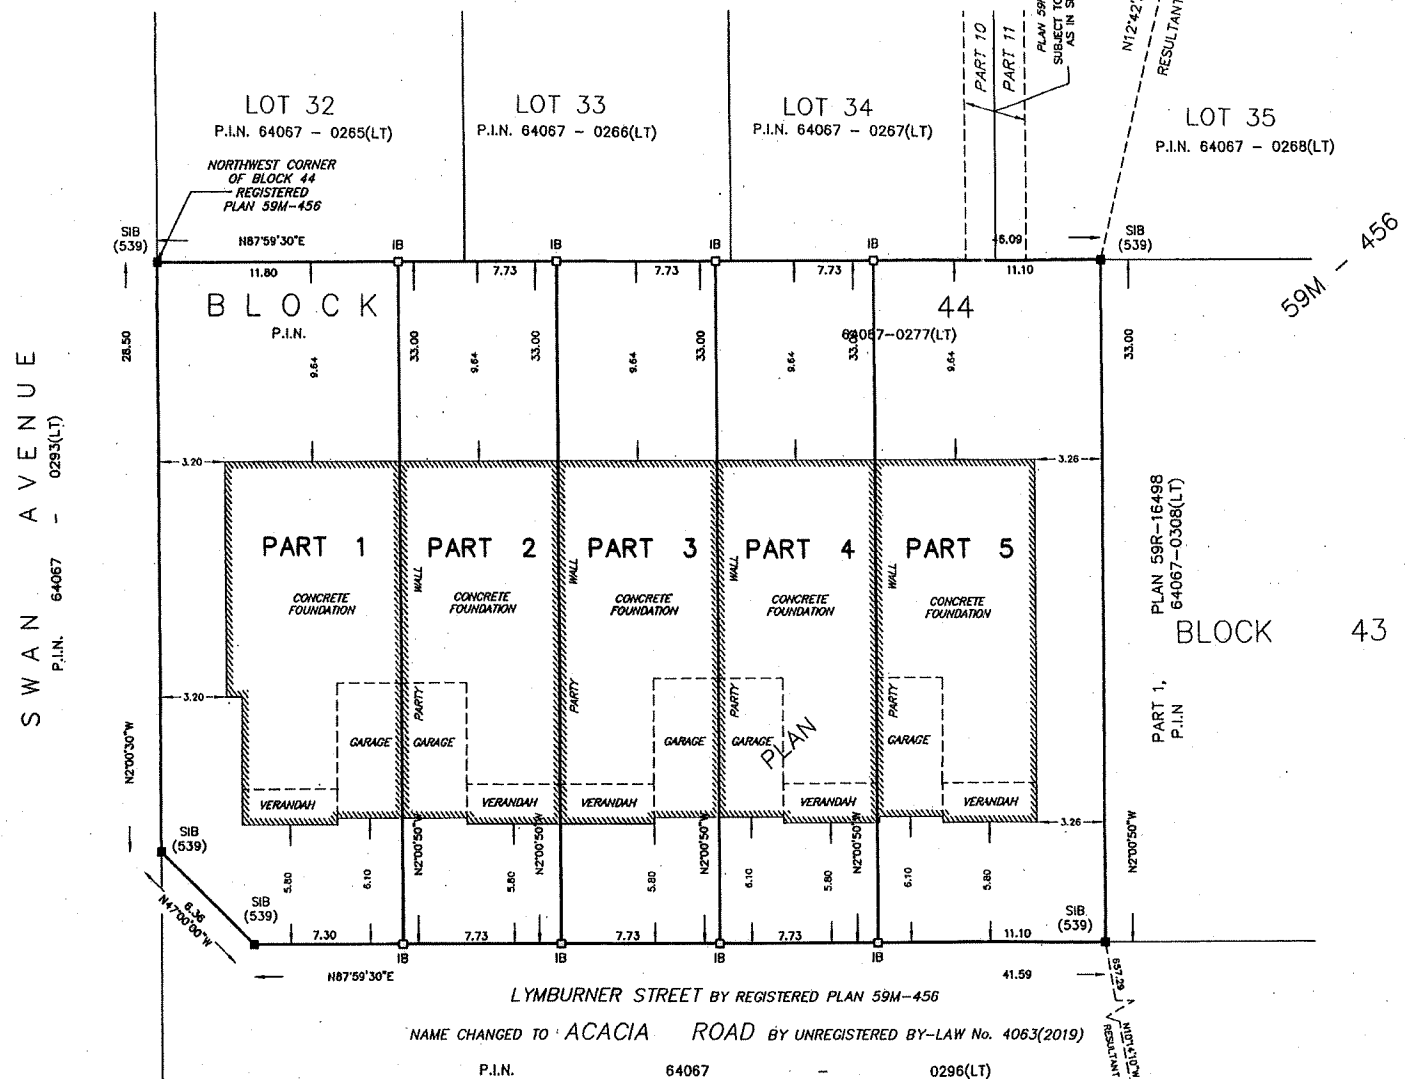 LOT 32
P.I.N. 64067 - 0265(LT)
LOT 33
P.I.N. 64067 - 0266(LT)
LOT 34
P.I.N. 64067 - 0267(LT)
PART 10
PART 11
SUBJECT TO
AS IN
N12°42'
RESULTANT
LOT 35
P.I.N. 64067 - 0268(LT)
59M - 456
NORTHWEST CORNER
OF BLOCK 44
REGISTERED
PLAN 59M-456
SIB
(539)
N87°59'30"E
IB
IB
IB
IB
45.09
SIB
(539)
11.80
7.73
7.73
7.73
11.10
BLOCK
44
P.I.N.
64067-0277(LT)
28.50
9.64
33.00
9.64
33.00
9.64
33.00
9.64
33.00
9.64
33.00
SWAN AVENUE
P.I.N. 64067 - 0293(LT)
3.20
3.26
PART 1
PART 2
PART 3
PART 4
PART 5
WALL
WALL
WALL
WALL
CONCRETE
FOUNDATION
CONCRETE
FOUNDATION
CONCRETE
FOUNDATION
CONCRETE
FOUNDATION
CONCRETE
FOUNDATION
PLAN 59R-16498
64067-0308(LT)
BLOCK 43
PART 1,
P.I.N
3.20
PARTY
PARTY
PARTY
PARTY
GARAGE
GARAGE
GARAGE
GARAGE
GARAGE
PLAN
N2°00'30"W
VERANDAH
VERANDAH
VERANDAH
VERANDAH
VERANDAH
3.26
SIB
(539)
N2°00'50"W
N2°00'50"W
N2°00'50"W
N2°00'50"W
N2°00'50"W
5.80
6.10
5.80
5.80
6.10
5.80
6.10
5.80
6.36
N47°00'00"W
SIB
(539)
SIB
(539)
7.30
7.73
7.73
7.73
11.10
IB
IB
IB
IB
N87°59'30"E
41.59
657.29
RESULTANT
LYMBURNER STREET BY REGISTERED PLAN 59M-456
NAME CHANGED TO ACACIA ROAD BY UNREGISTERED BY-LAW No. 4063(2019)
P.I.N. 64067 - 0296(LT)